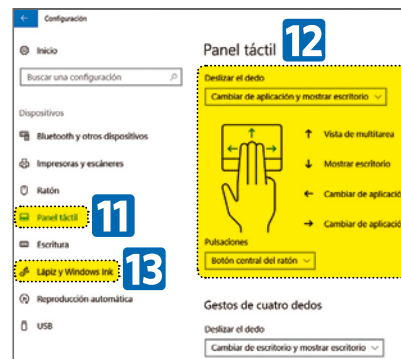 Configuración
Inicio
Buscar una configuración
Dispositivos
Bluetooth y otros dispositivos
Impresoras y escáneres
Ratón
Panel táctil
11
Escritura
Lápiz y Windows Ink
13
Reproducción automática
USB
Panel táctil
12
Deslizar el dedo
Cambiar de aplicación y mostrar escritorio
Vista de multitarea
Mostrar escritorio
Cambiar de aplicació
Cambiar de aplicació
Pulsaciones
Botón central del ratón
Gestos de cuatro dedos
Deslizar el dedo
Cambiar de escritorio y mostrar escritorio